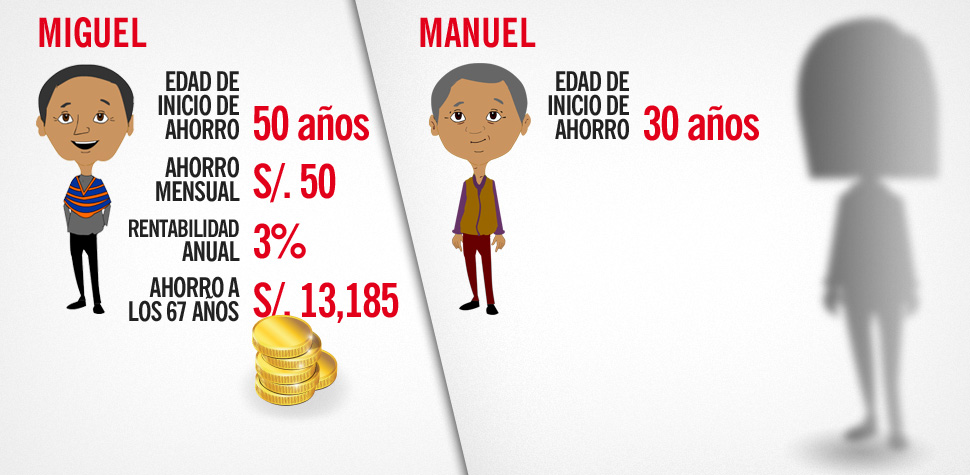 MIGUEL
EDAD DE
INICIO DE
AHORRO 50 años
AHORRO
MENSUAL S/. 50
RENTABILIDAD
ANUAL 3%
AHORRO A
LOS 67 AÑOS S/. 13,185
MANUEL
EDAD DE
INICIO DE
AHORRO 30 años